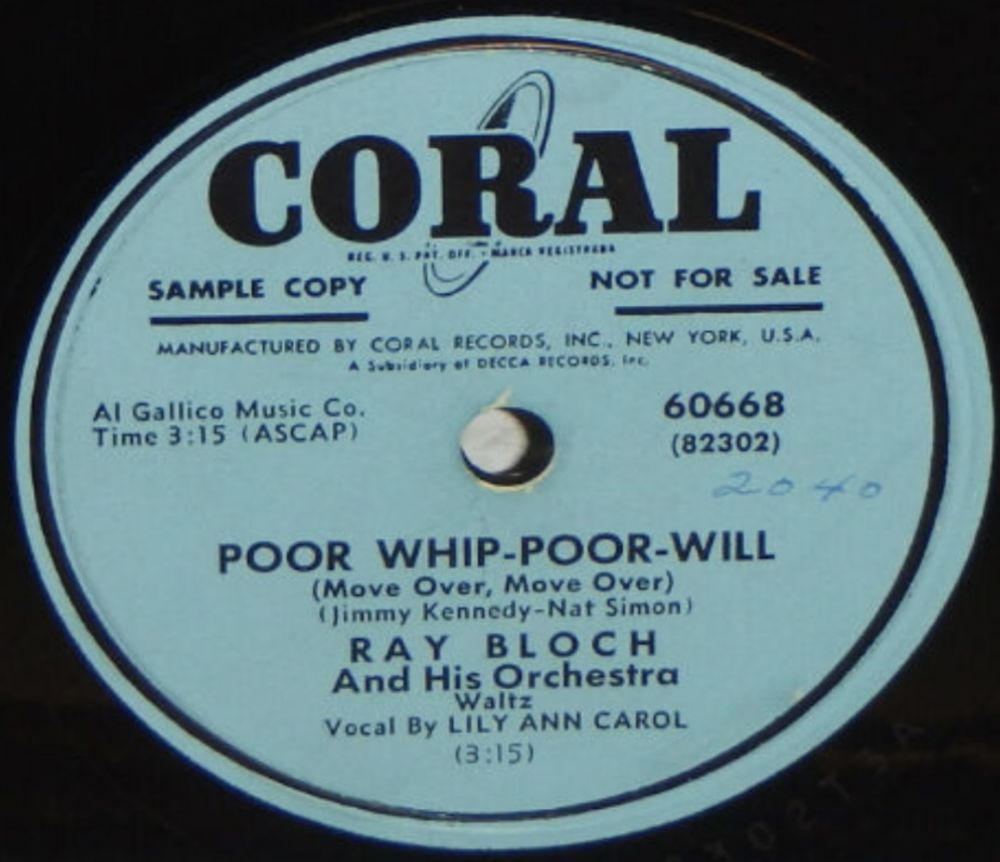 CORAL
REG. U. S. PAT. OFF. - MARCA REGISTRADA
SAMPLE COPY NOT FOR SALE
MANUFACTURED BY CORAL RECORDS, INC., NEW YORK, U.S.A.
A Subsidiary of DECCA RECORDS, Inc.
Al Gallico Music Co.
Time 3:15 (ASCAP)
60668
(82302)
2040
POOR WHIP-POOR-WILL
(Move Over, Move Over)
(Jimmy Kennedy-Nat Simon)
RAY BLOCH
And His Orchestra
Waltz
Vocal By LILY ANN CAROL
(3:15)